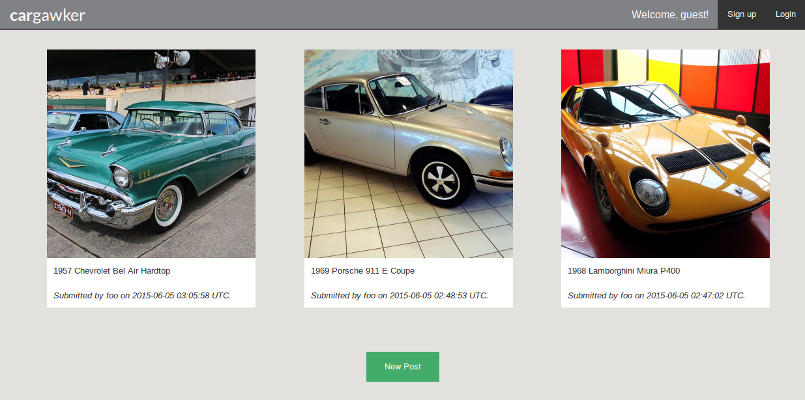 cargawker
Welcome, guest!
Sign up
Login
1957 Chevrolet Bel Air Hardtop
Submitted by foo on 2015-06-05 03:05:58 UTC.
1969 Porsche 911 E Coupe
Submitted by foo on 2015-06-05 02:48:53 UTC.
1968 Lamborghini Miura P400
Submitted by foo on 2015-06-05 02:47:02 UTC.
New Post